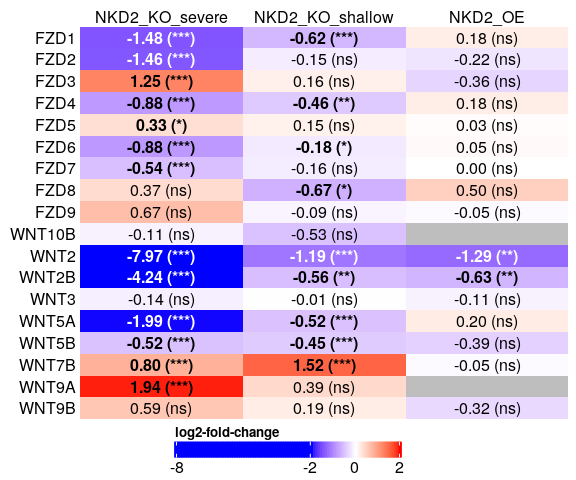 NKD2_KO_severe NKD2_KO_shallow NKD2_OE
FZD1 -1.48 (***) -0.62 (***) 0.18 (ns)
FZD2 -1.46 (***) -0.15 (ns) -0.22 (ns)
FZD3 1.25 (***) 0.16 (ns) -0.36 (ns)
FZD4 -0.88 (***) -0.46 (**) 0.18 (ns)
FZD5 0.33 (*) 0.15 (ns) 0.03 (ns)
FZD6 -0.88 (***) -0.18 (*) 0.05 (ns)
FZD7 -0.54 (***) -0.16 (ns) 0.00 (ns)
FZD8 0.37 (ns) -0.67 (*) 0.50 (ns)
FZD9 0.67 (ns) -0.09 (ns) -0.05 (ns)
WNT10B -0.11 (ns) -0.53 (ns)
WNT2 -7.97 (***) -1.19 (***) -1.29 (**)
WNT2B -4.24 (***) -0.56 (**) -0.63 (**)
WNT3 -0.14 (ns) -0.01 (ns) -0.11 (ns)
WNT5A -1.99 (***) -0.52 (***) 0.20 (ns)
WNT5B -0.52 (***) -0.45 (***) -0.39 (ns)
WNT7B 0.80 (***) 1.52 (***) -0.05 (ns)
WNT9A 1.94 (***) 0.39 (ns)
WNT9B 0.59 (ns) 0.19 (ns) -0.32 (ns)
log2-fold-change
-8 -2 0 2